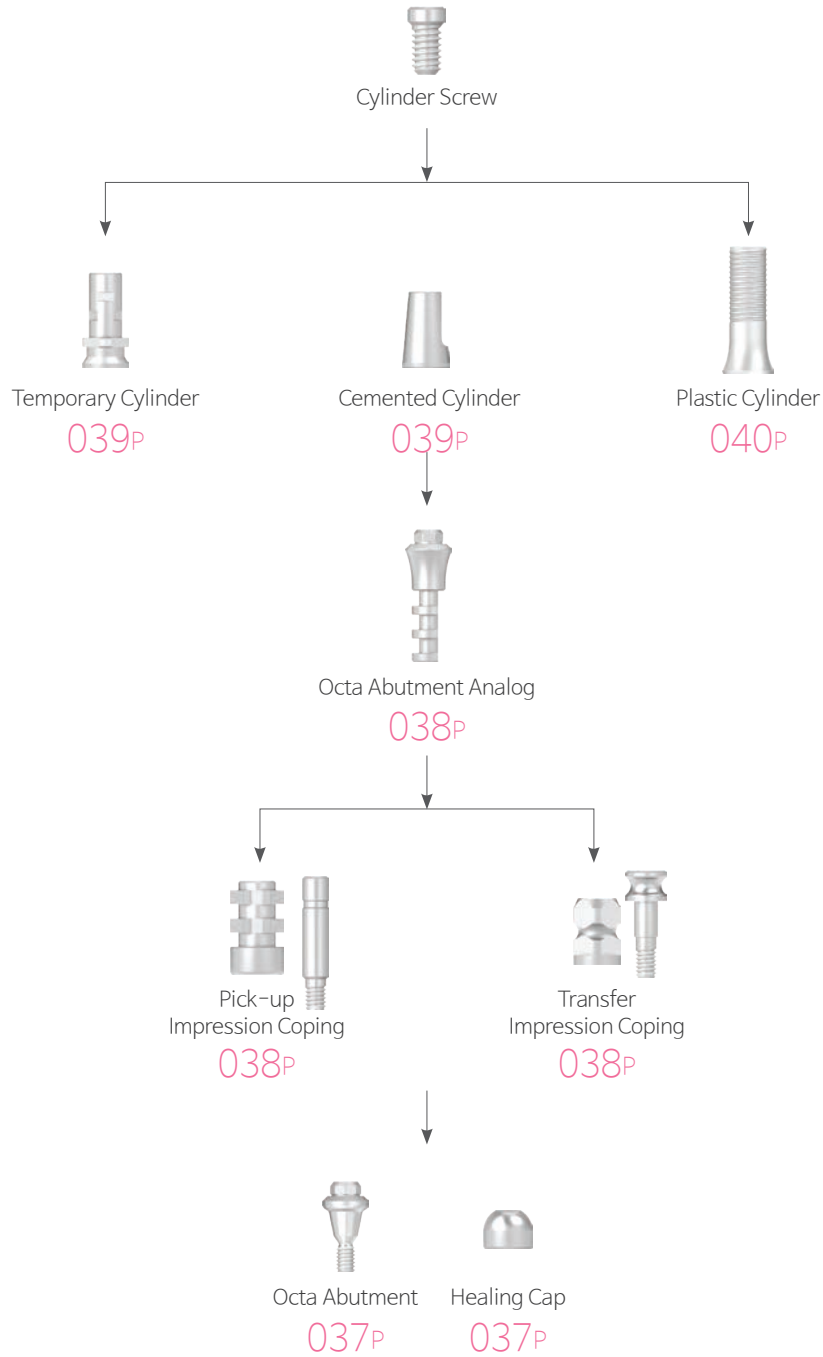 Cylinder Screw
Temporary Cylinder
039P
Cemented Cylinder
039P
Plastic Cylinder
040P
Octa Abutment Analog
038P
Pick-up
Impression Coping
038P
Transfer
Impression Coping
038P
Octa Abutment
037P
Healing Cap
037P